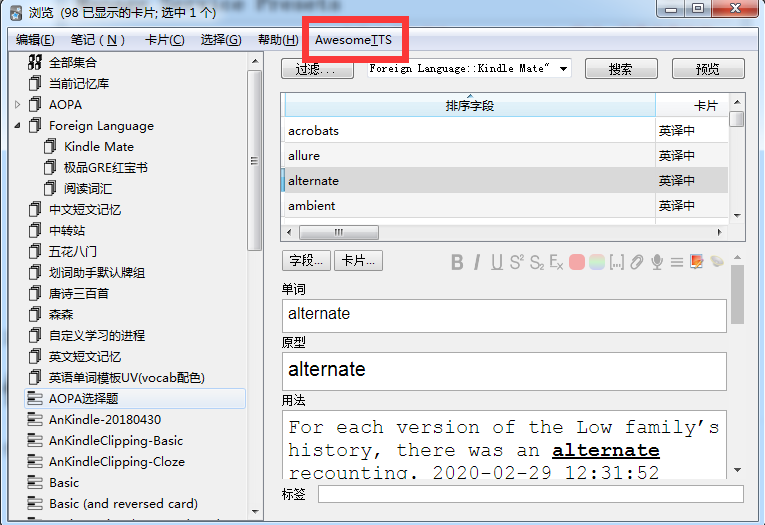 浏览 (98 已显示的卡片; 选中 1 个)
编辑(E) 笔记 (N) 卡片(C) 选择(G) 帮助(H) AwesomeTTS
全部集合
当前记忆库
AOPA
Foreign Language
Kindle Mate
极品GRE红宝书
阅读词汇
中文短文记忆
中转站
五花八门
划词助手默认牌组
唐诗三百首
森森
自定义学习的进程
英文短文记忆
英语单词模板UV(vocab配色)
AOPA选择题
AnKindle-20180430
AnKindleClipping-Basic
AnKindleClipping-Cloze
Basic
Basic (and reversed card)
过滤... Foreign Language::Kindle Mate" 搜索 预览
排序字段 卡片
acrobats 英译中
allure 英译中
alternate 英译中
ambient 英译中
字段... 卡片...
B I U S² S₂ Eₓ [...]
单词
alternate
原型
alternate
用法
For each version of the Low family's
history, there was an alternate
recounting. 2020-02-29 12:31:52
标签